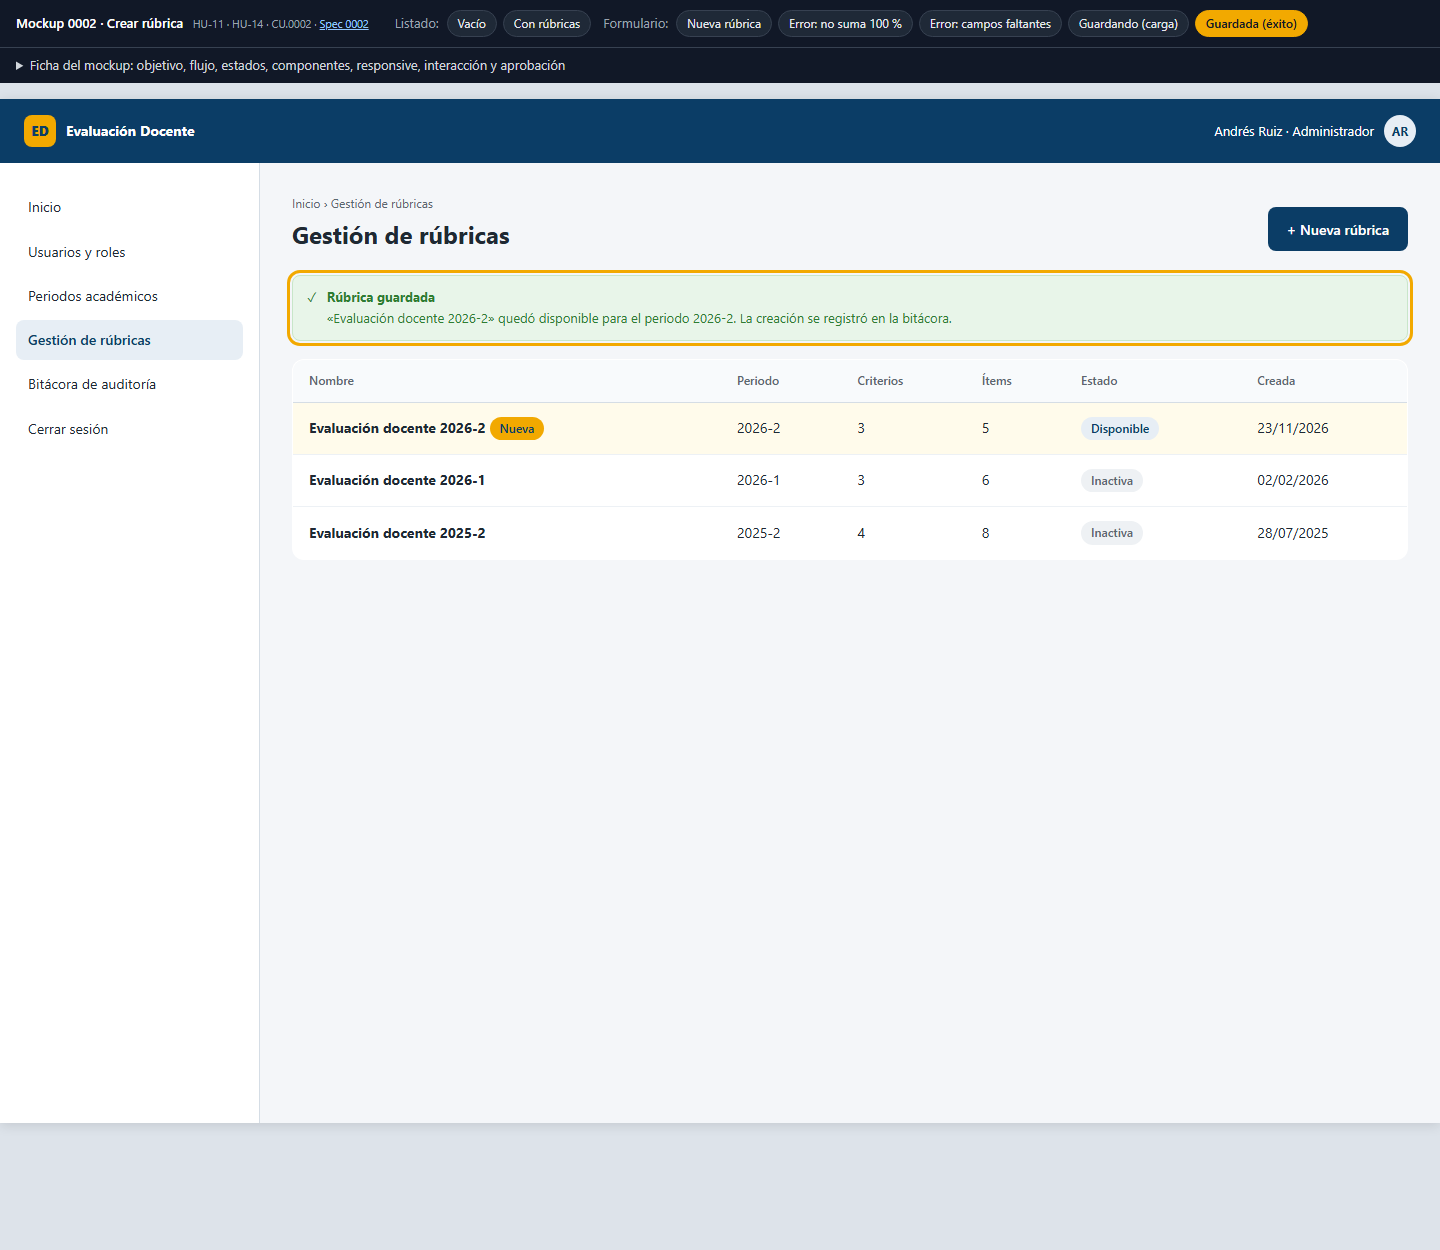 Mockup 0002 · Crear rúbrica HU-11 · HU-14 · CU.0002 · Spec 0002 Listado: Vacío Con rúbricas Formulario: Nueva rúbrica Error: no suma 100 % Error: campos faltantes Guardando (carga) Guardada (éxito)
▶ Ficha del mockup: objetivo, flujo, estados, componentes, responsive, interacción y aprobación
ED Evaluación Docente Andrés Ruiz · Administrador AR
Inicio
Usuarios y roles
Periodos académicos
Gestión de rúbricas
Bitácora de auditoría
Cerrar sesión
Inicio › Gestión de rúbricas
Gestión de rúbricas
+ Nueva rúbrica
✓ Rúbrica guardada
«Evaluación docente 2026-2» quedó disponible para el periodo 2026-2. La creación se registró en la bitácora.
Nombre Periodo Criterios Ítems Estado Creada
Evaluación docente 2026-2 Nueva 2026-2 3 5 Disponible 23/11/2026
Evaluación docente 2026-1 2026-1 3 6 Inactiva 02/02/2026
Evaluación docente 2025-2 2025-2 4 8 Inactiva 28/07/2025